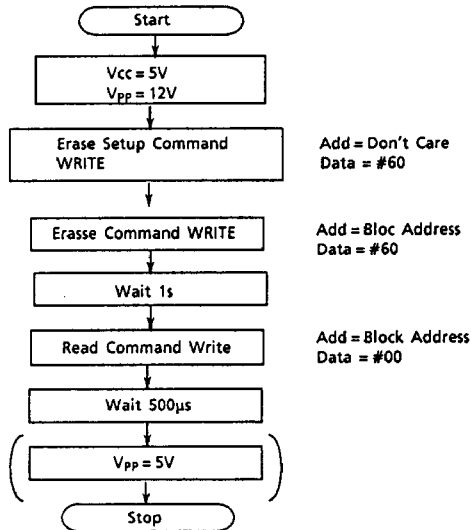 Start
Vcc = 5V
VPP = 12V
Erase Setup Command
WRITE
Add = Don't Care
Data = #60
Erasse Command WRITE
Add = Bloc Address
Data = #60
Wait 1s
Read Command Write
Add = Block Address
Data = #00
Wait 500μs
VPP = 5V
Stop